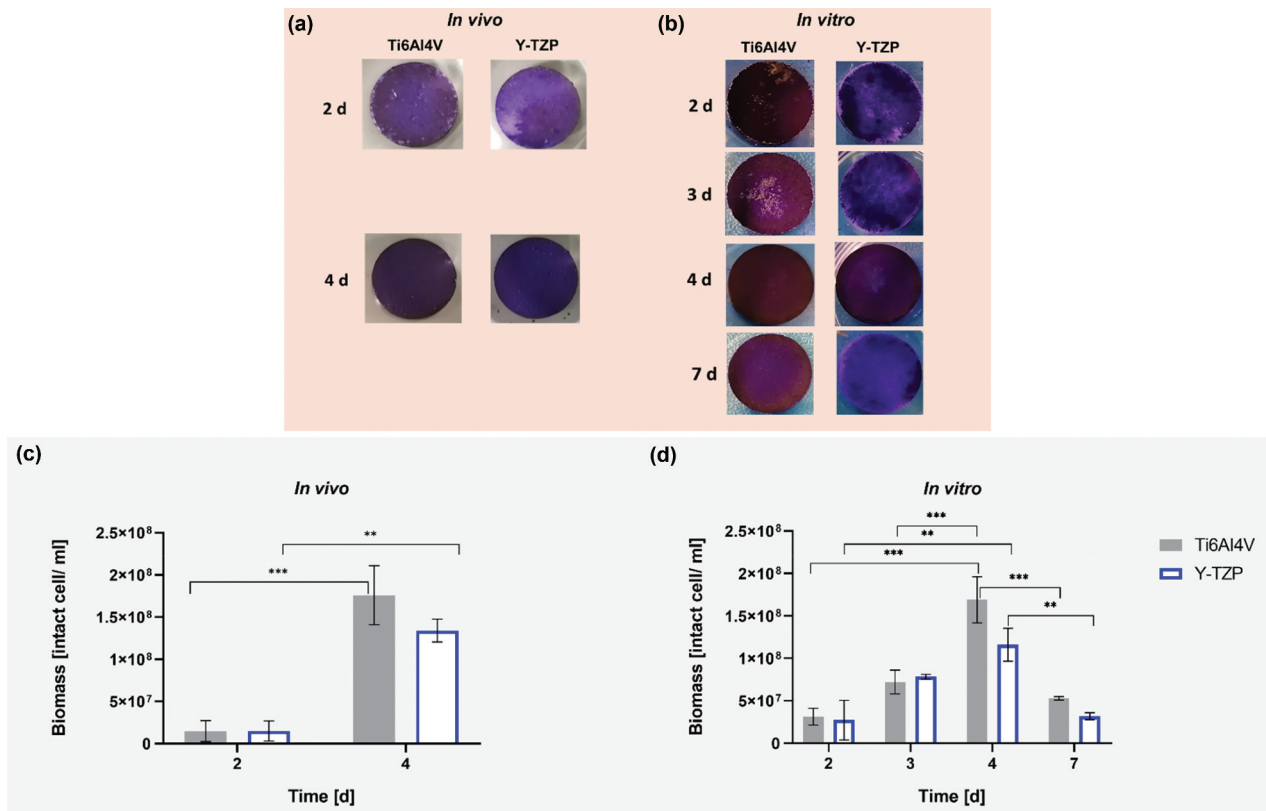 (a)
In vivo
Ti6Al4V
Y-TZP
2 d
4 d
(b)
In vitro
Ti6Al4V
Y-TZP
2 d
3 d
4 d
7 d
(c)
In vivo
Biomass [intact cell/ ml]
2.5×10⁸
2×10⁸
1.5×10⁸
1×10⁸
5×10⁷
0
***
**
2
4
Time [d]
(d)
In vitro
Biomass [intact cell/ ml]
2.5×10⁸
2×10⁸
1.5×10⁸
1×10⁸
5×10⁷
0
***
**
***
***
**
2
3
4
7
Time [d]
Ti6Al4V
Y-TZP